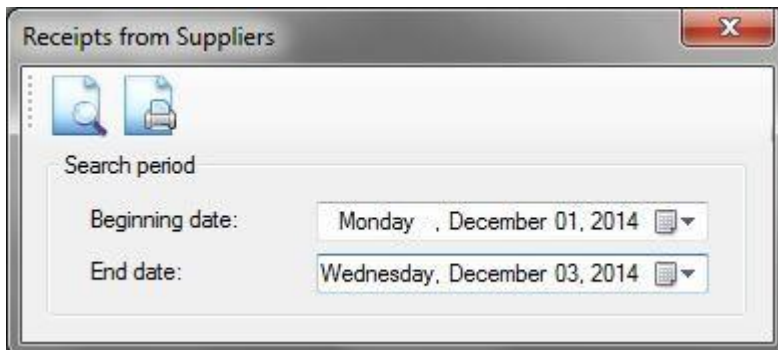 Receipts from Suppliers
Search period
Beginning date: Monday , December 01, 2014
End date: Wednesday, December 03, 2014